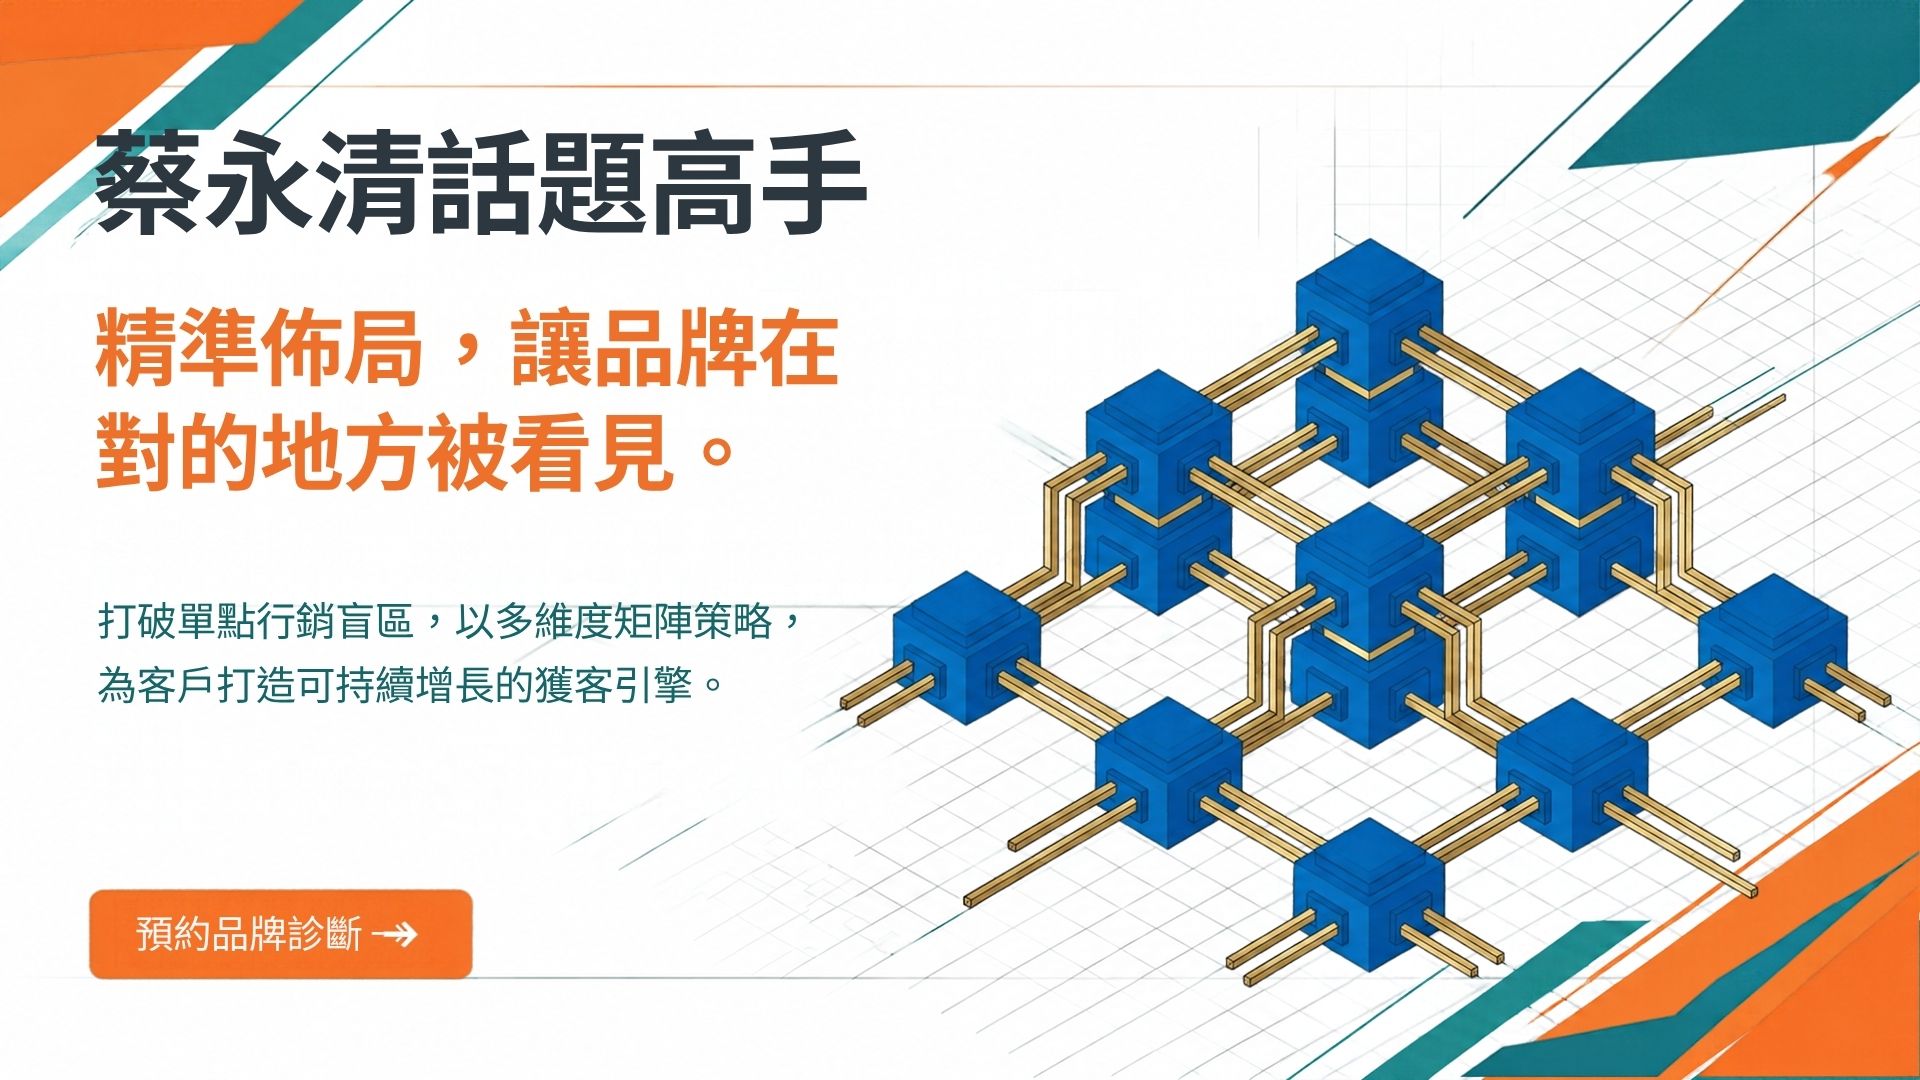 蔡永清話題高手
精準佈局，讓品牌在
對的地方被看見。
打破單點行銷盲區，以多維度矩陣策略，
為客戶打造可持續增長的獲客引擎。
預約品牌診斷 →